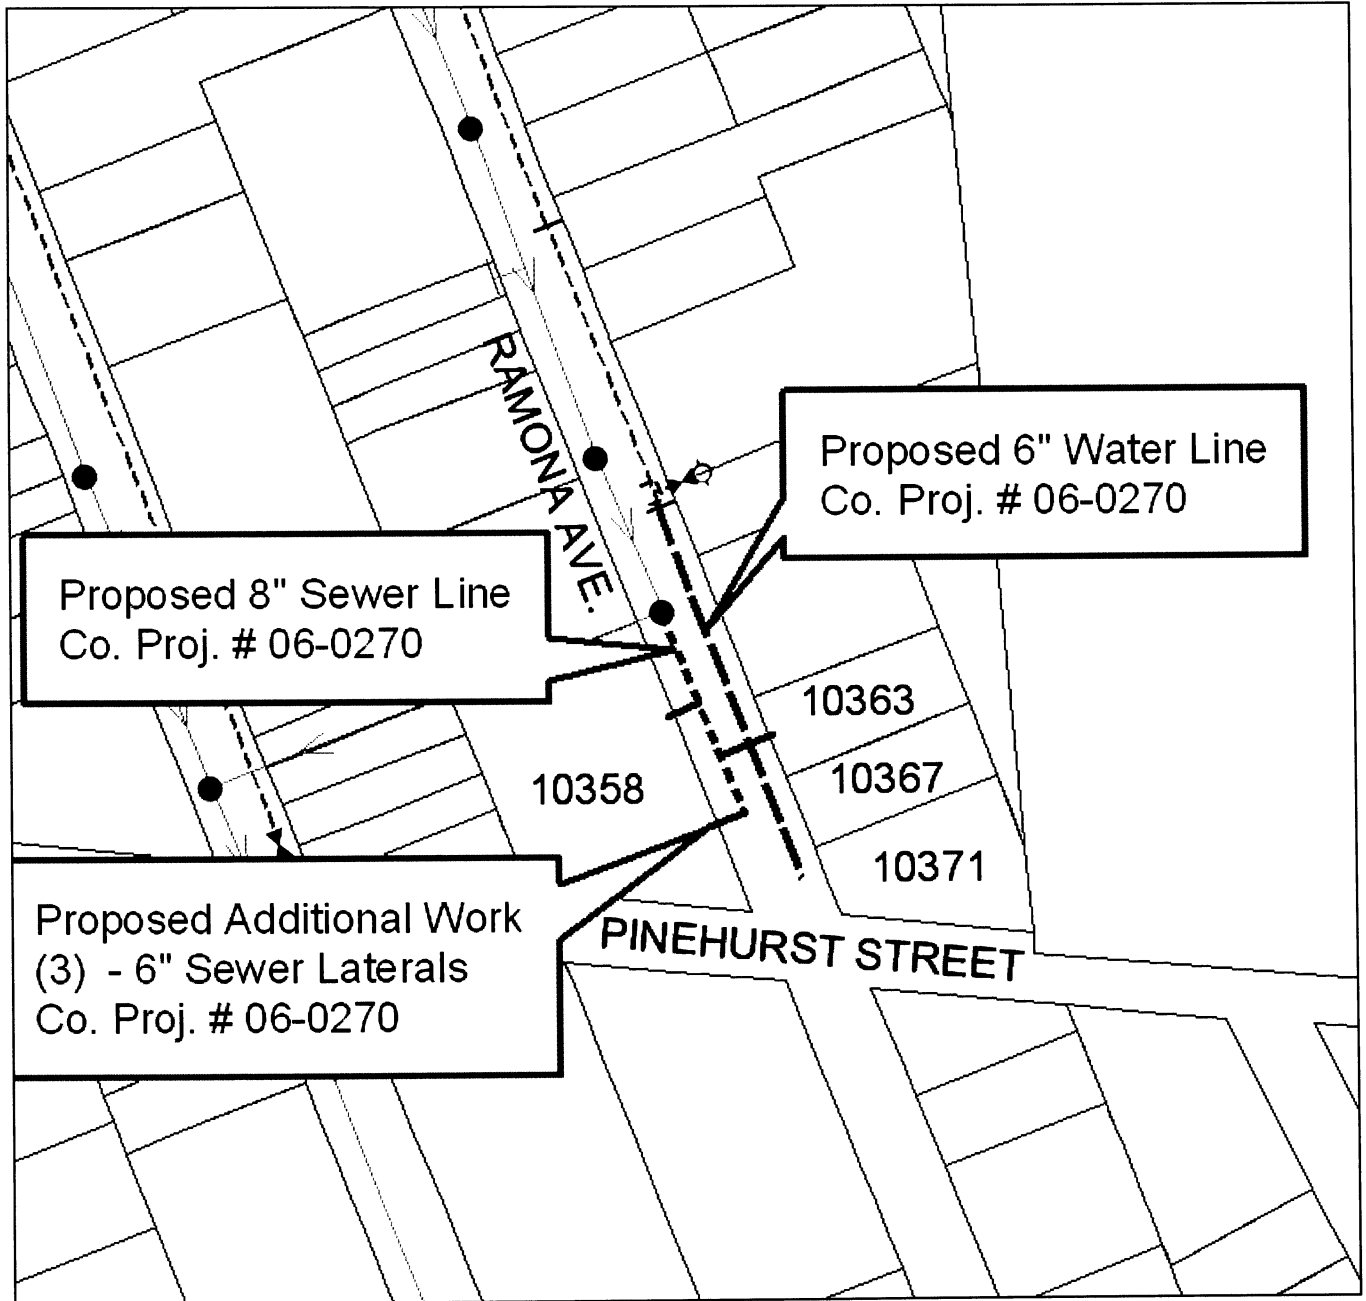 RAMONA AVE.
Proposed 6" Water Line
Co. Proj. # 06-0270
Proposed 8" Sewer Line
Co. Proj. # 06-0270
10363
10367
10358
10371
Proposed Additional Work
(3) - 6" Sewer Laterals
Co. Proj. # 06-0270
PINEHURST STREET